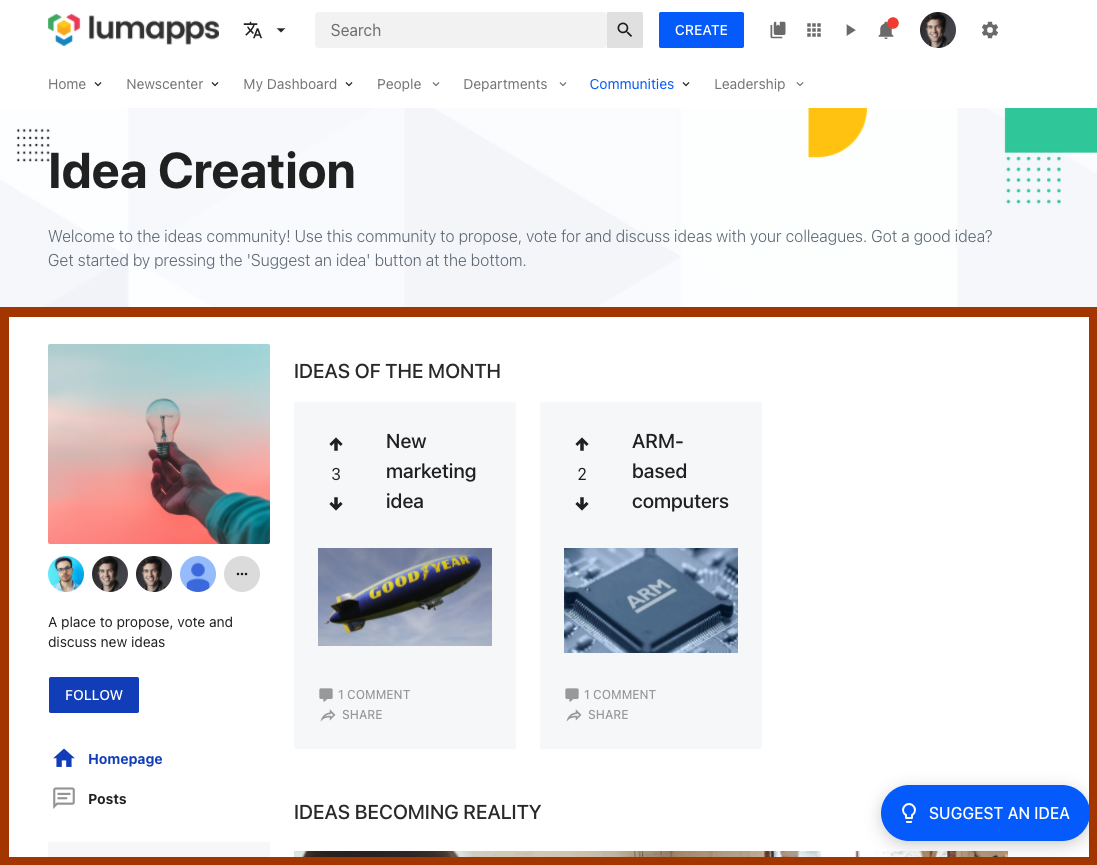 lumapps
Search
CREATE
Home
Newscenter
My Dashboard
People
Departments
Communities
Leadership
Idea Creation
Welcome to the ideas community! Use this community to propose, vote for and discuss ideas with your colleagues. Got a good idea?
Get started by pressing the 'Suggest an idea' button at the bottom.
A place to propose, vote and
discuss new ideas
FOLLOW
Homepage
Posts
IDEAS OF THE MONTH
3
New
marketing
idea
GOODYEAR
1 COMMENT
SHARE
2
ARM-
based
computers
ARM
1 COMMENT
SHARE
IDEAS BECOMING REALITY
SUGGEST AN IDEA